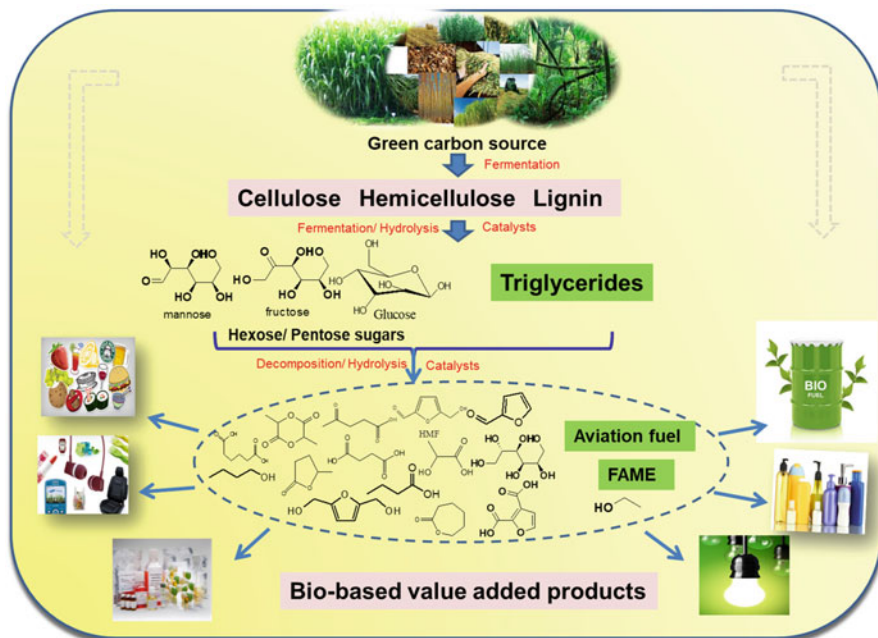 Green carbon source
Fermentation
Cellulose Hemicellulose Lignin
Fermentation/ Hydrolysis Catalysts
mannose
fructose
Glucose
Triglycerides
Hexose/ Pentose sugars
Decomposition/ Hydrolysis Catalysts
HMF
Aviation fuel
FAME
HO
BIO
FUEL
Bio-based value added products